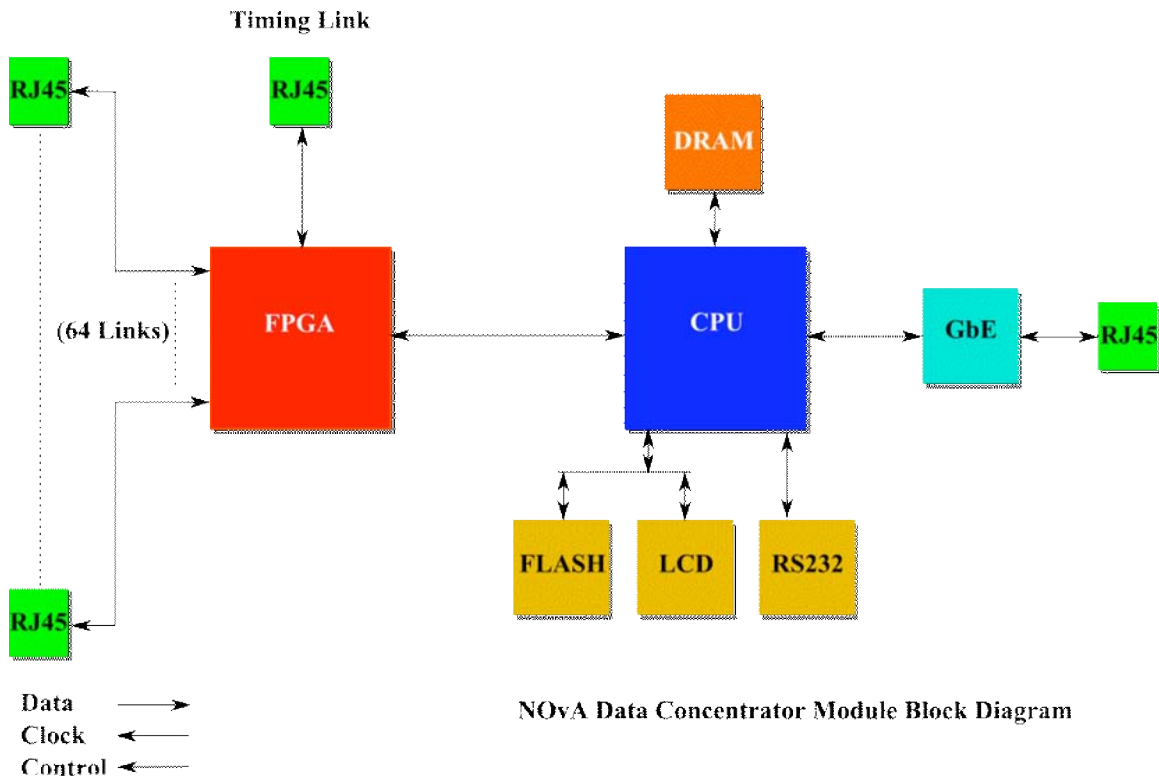 Timing Link
RJ45
RJ45
DRAM
FPGA
CPU
(64 Links)
GbE
RJ45
FLASH
LCD
RS232
RJ45
Data
Clock
Control
NOvA Data Concentrator Module Block Diagram